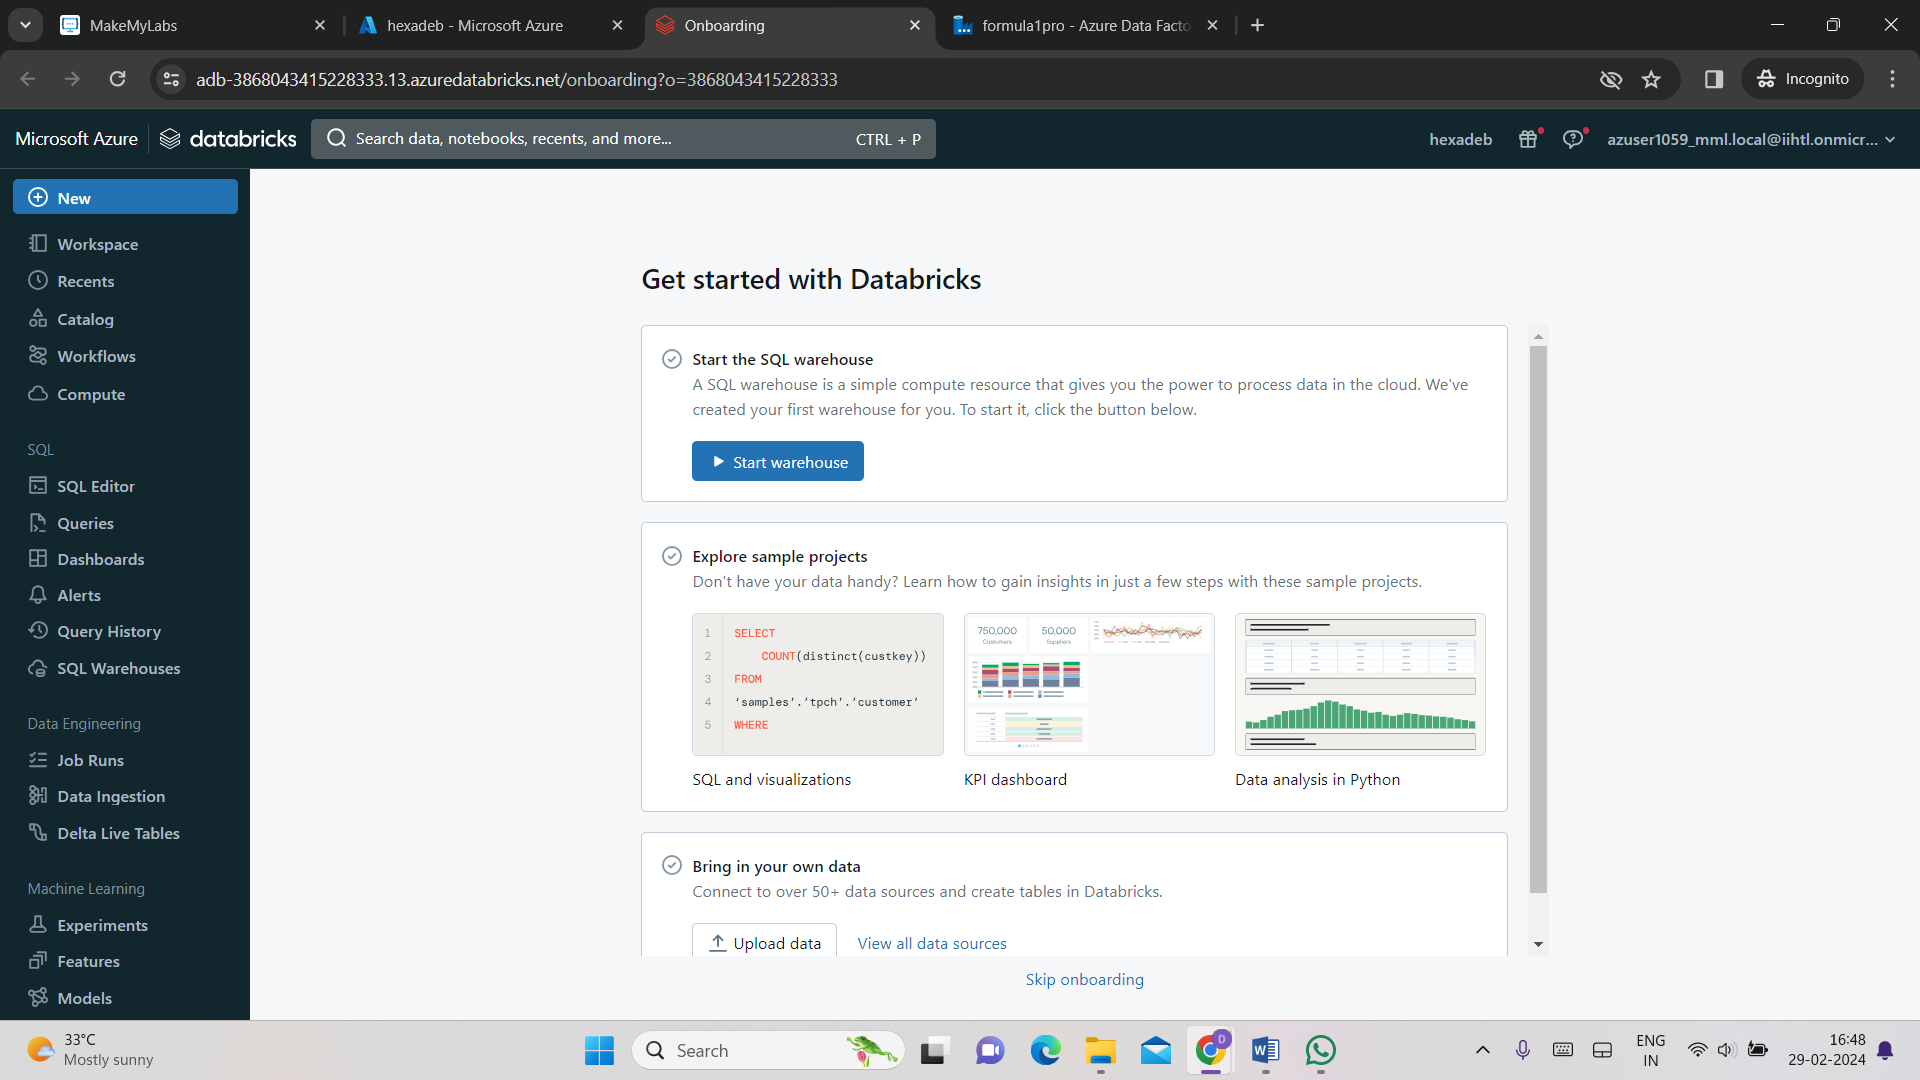 MakeMyLabs
hexadeb - Microsoft Azure
Onboarding
formula1pro - Azure Data Facto
adb-3868043415228333.13.azuredatabricks.net/onboarding?o=3868043415228333
Incognito
Microsoft Azure
databricks
Search data, notebooks, recents, and more...
CTRL + P
hexadeb
azuser1059_mml.local@iihtl.onmicr...
New
Workspace
Recents
Catalog
Workflows
Compute
SQL
SQL Editor
Queries
Dashboards
Alerts
Query History
SQL Warehouses
Data Engineering
Job Runs
Data Ingestion
Delta Live Tables
Machine Learning
Experiments
Features
Models
Get started with Databricks
Start the SQL warehouse
A SQL warehouse is a simple compute resource that gives you the power to process data in the cloud. We've
created your first warehouse for you. To start it, click the button below.
Start warehouse
Explore sample projects
Don't have your data handy? Learn how to gain insights in just a few steps with these sample projects.
1 SELECT
2 COUNT(distinct(custkey))
3 FROM
4 ‘samples’.‘tpch’.‘customer’
5 WHERE
750,000
Customers
50,000
Suppliers
SQL and visualizations
KPI dashboard
Data analysis in Python
Bring in your own data
Connect to over 50+ data sources and create tables in Databricks.
Upload data
View all data sources
Skip onboarding
33°C
Mostly sunny
Search
D
ENG
IN
16:48
29-02-2024